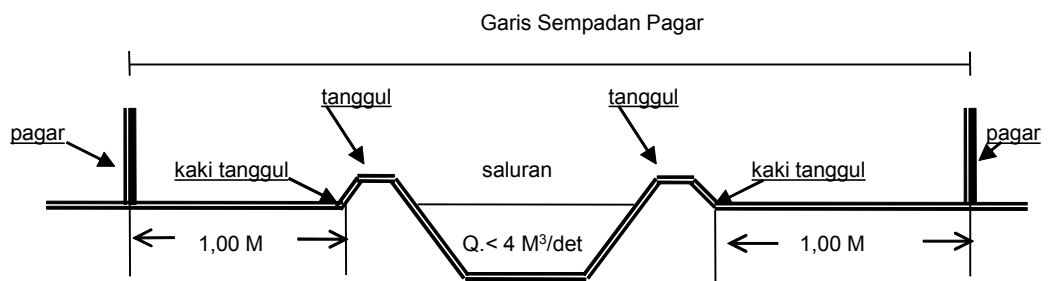 Garis Sempadan Pagar
tanggul tanggul
pagar pagar
kaki tanggul saluran kaki tanggul
1,00 M Q.< 4 M³/det 1,00 M